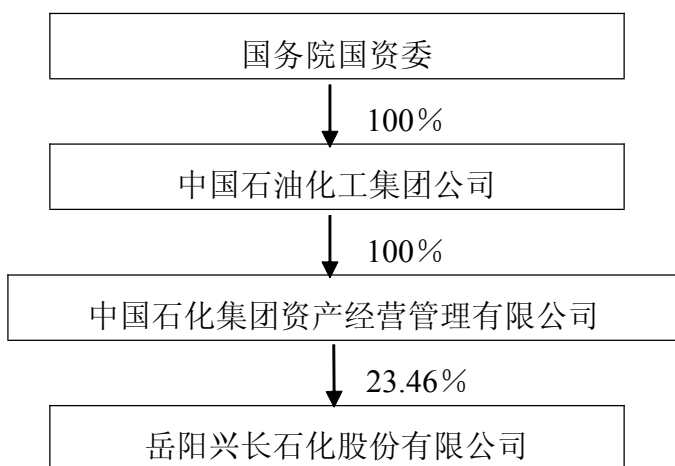 国务院国资委
100％
中国石油化工集团公司
100％
中国石化集团资产经营管理有限公司
23.46％
岳阳兴长石化股份有限公司